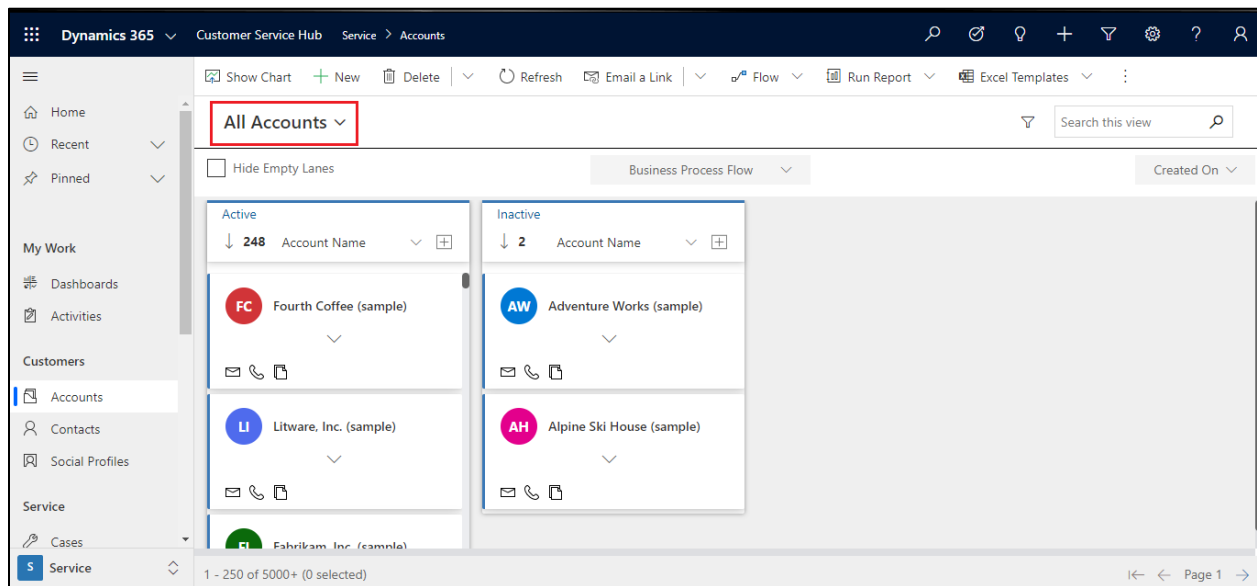 Dynamics 365 Customer Service Hub Service > Accounts
Show Chart New Delete Refresh Email a Link Flow Run Report Excel Templates
Home
Recent
Pinned
My Work
Dashboards
Activities
Customers
Accounts
Contacts
Social Profiles
Service
Cases
S Service
All Accounts
Search this view
Hide Empty Lanes
Business Process Flow
Created On
Active
248 Account Name
FC Fourth Coffee (sample)
LI Litware, Inc. (sample)
FI Fabrikam, Inc. (sample)
Inactive
2 Account Name
AW Adventure Works (sample)
AH Alpine Ski House (sample)
1 - 250 of 5000+ (0 selected)
Page 1